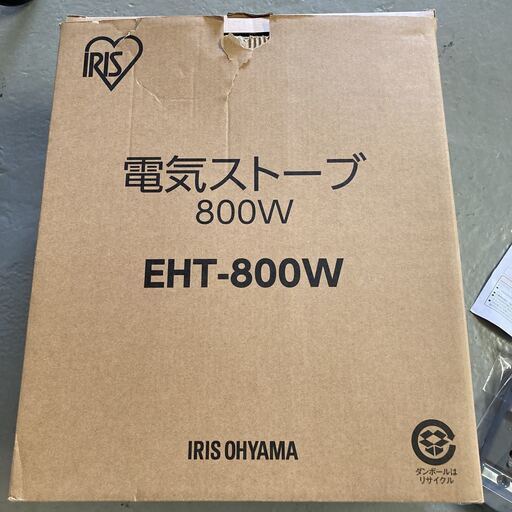 IRIS
電気ストーブ
800W
EHT-800W
IRIS OHYAMA
ダンボールは
リサイクル